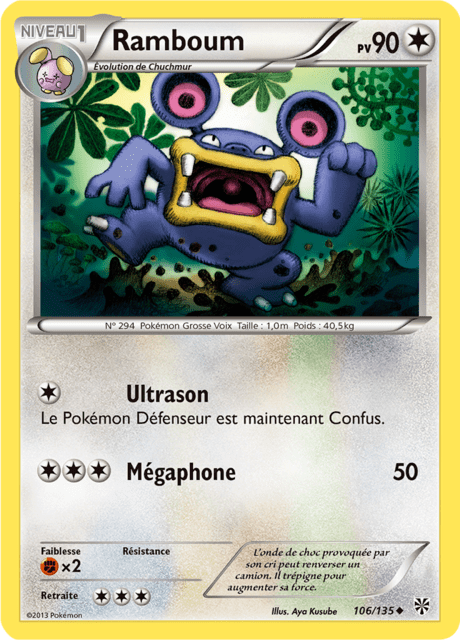 NIVEAU 1
Ramboum
PV 90
Évolution de Chuchmur
N° 294 Pokémon Grosse Voix Taille : 1,0m Poids : 40,5kg
Ultrason
Le Pokémon Défenseur est maintenant Confus.
Mégaphone 50
Faiblesse Résistance
×2
Retraite
L'onde de choc provoquée par
son cri peut renverser un
camion. Il trépigne pour
augmenter sa force.
©2013 Pokémon
Illus. Aya Kusube
106/135